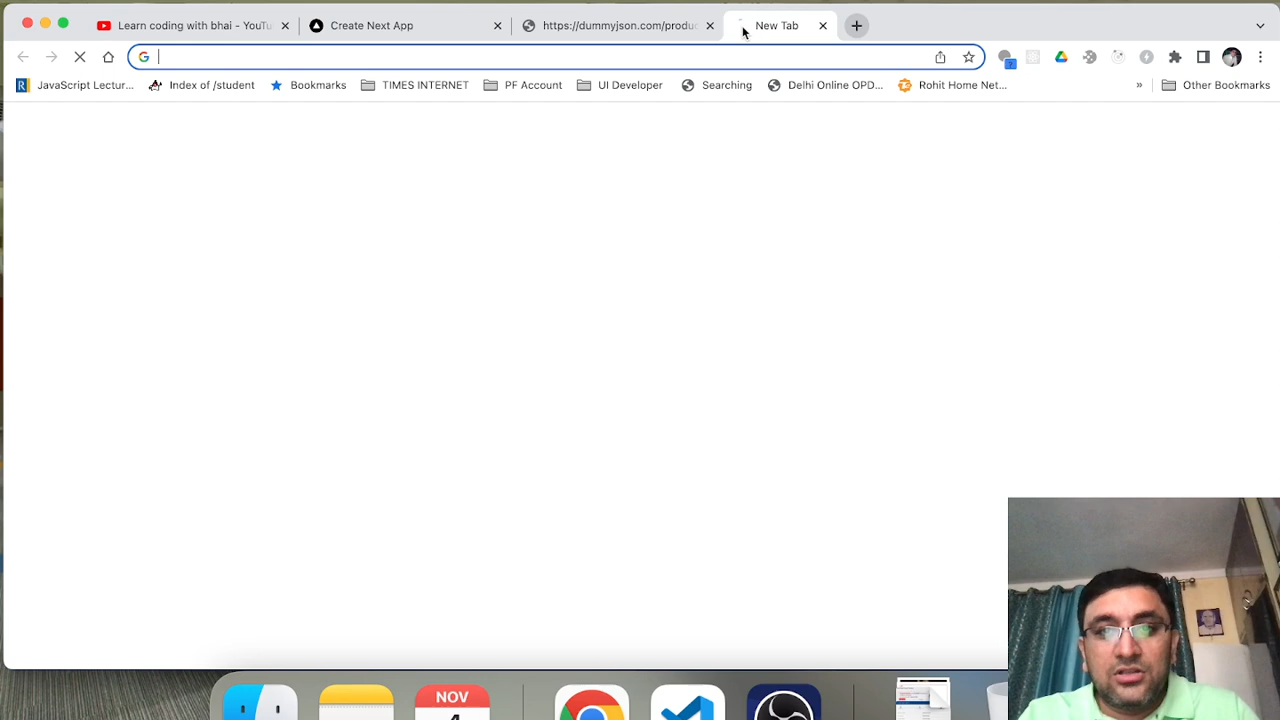 Learn coding with bhai - YouTu
Create Next App
https://dummyjson.com/produc
New Tab
JavaScript Lectur...
Index of /student
Bookmarks
TIMES INTERNET
PF Account
UI Developer
Searching
Delhi Online OPD...
Rohit Home Net...
»
Other Bookmarks
NOV
4